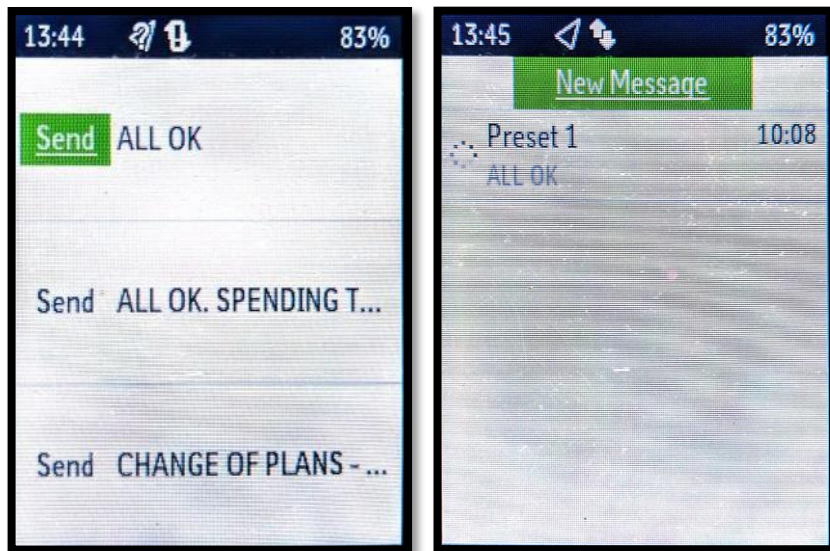 13:44 83%
Send ALL OK
Send ALL OK. SPENDING T...
Send CHANGE OF PLANS - ...
13:45 83%
New Message
Preset 1 10:08
ALL OK